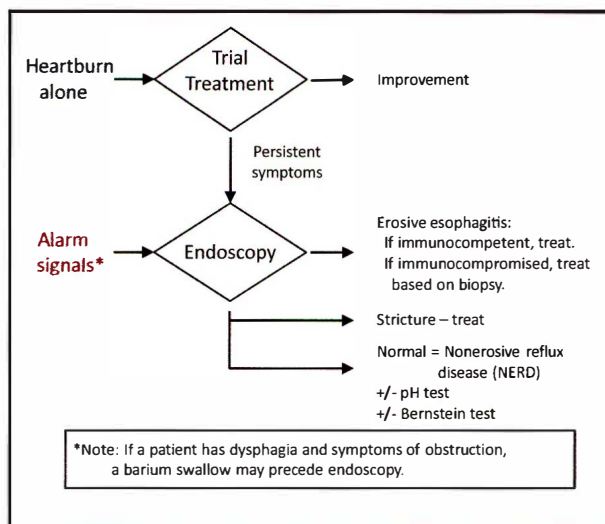 Heartburn
alone
Trial
Treatment
Improvement
Persistent
symptoms
Alarm
signals*
Endoscopy
Erosive esophagitis:
If immunocompetent, treat.
If immunocompromised, treat
based on biopsy.
Stricture – treat
Normal = Nonerosive reflux
disease (NERD)
+/- pH test
+/- Bernstein test
*Note: If a patient has dysphagia and symptoms of obstruction,
a barium swallow may precede endoscopy.